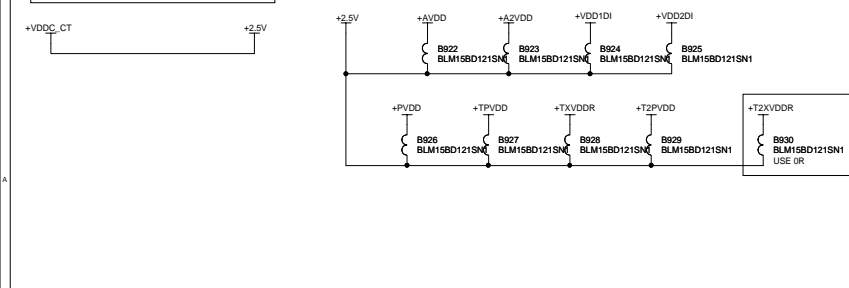 +VDDC_CT
+2.5V
+2.5V
+AVDD
+A2VDD
+VDD1DI
+VDD2DI
B922
BLM15BD121SN1
B923
BLM15BD121SN1
B924
BLM15BD121SN1
B925
BLM15BD121SN1
+PVDD
+TPVDD
+TXVDDR
+T2PVDD
+T2XVDDR
B926
BLM15BD121SN1
B927
BLM15BD121SN1
B928
BLM15BD121SN1
B929
BLM15BD121SN1
B930
BLM15BD121SN1
USE 0R
A